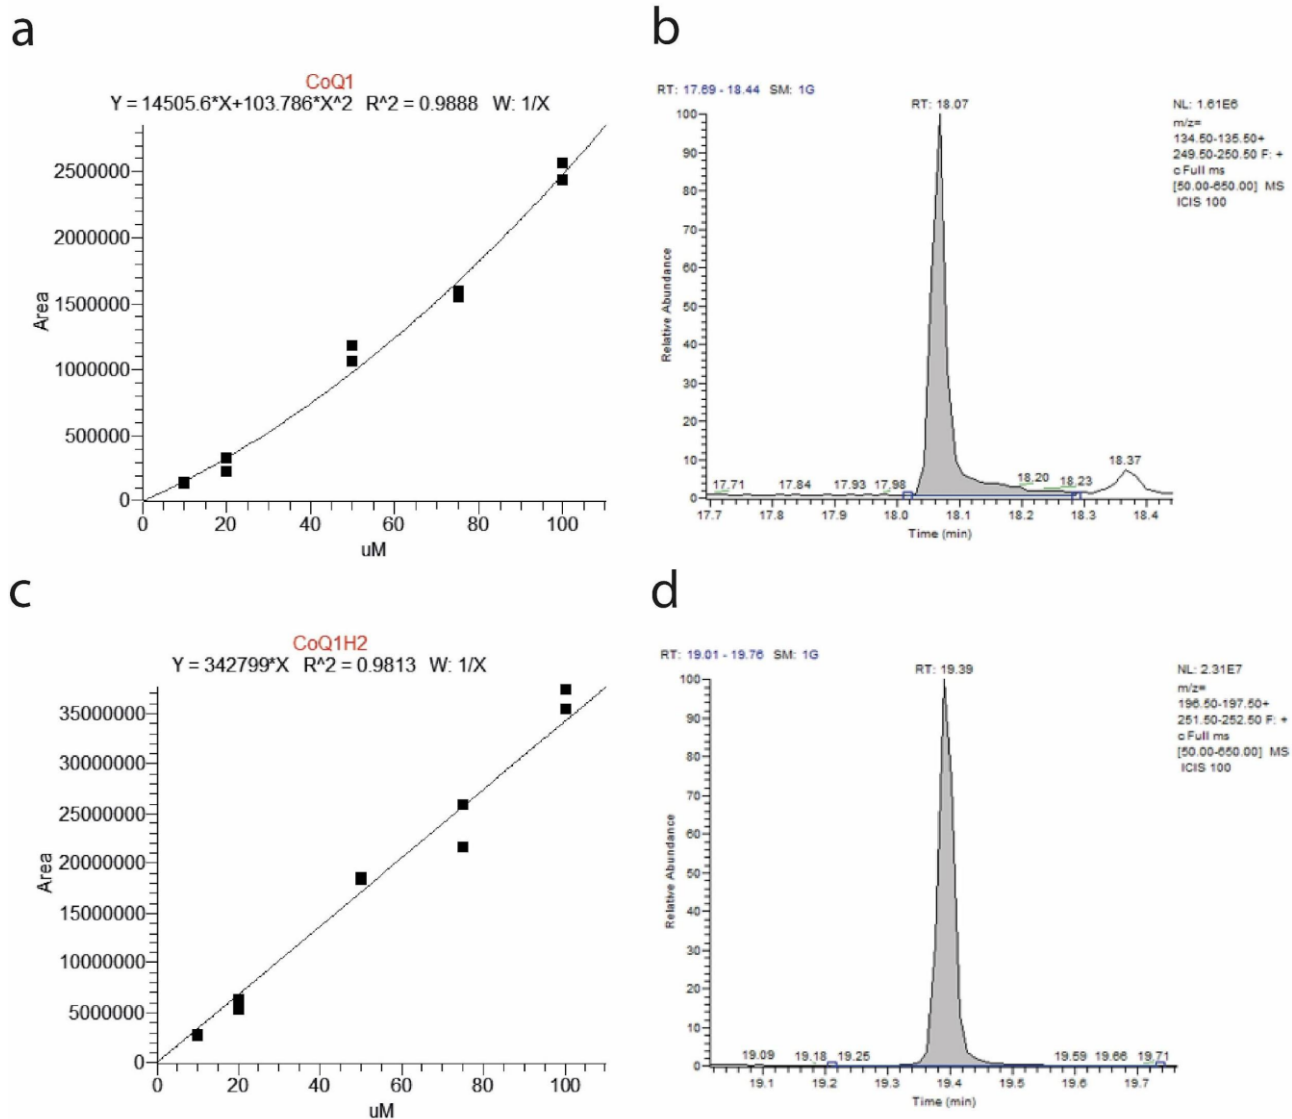 a
CoQ1
Y = 14505.6*X+103.786*X^2 R^2 = 0.9888 W: 1/X
2500000
2000000
1500000
1000000
500000
0
Area
0 20 40 60 80 100
uM
b
RT: 17.69 - 18.44 SM: 1G
RT: 18.07
NL: 1.61E6
m/z=
134.50-135.50+
249.50-250.50 F: +
c Full ms
[50.00-650.00] MS
ICIS 100
100
90
80
70
60
50
40
30
20
10
0
Relative Abundance
17.71 17.84 17.93 17.98 18.20 18.23 18.37
17.7 17.8 17.9 18.0 18.1 18.2 18.3 18.4
Time (min)
c
CoQ1H2
Y = 342799*X R^2 = 0.9813 W: 1/X
35000000
30000000
25000000
20000000
15000000
10000000
5000000
0
Area
0 20 40 60 80 100
uM
d
RT: 19.01 - 19.76 SM: 1G
RT: 19.39
NL: 2.31E7
m/z=
196.50-197.50+
251.50-252.50 F: +
c Full ms
[50.00-650.00] MS
ICIS 100
100
90
80
70
60
50
40
30
20
10
0
Relative Abundance
19.09 19.18 19.25 19.59 19.66 19.71
19.1 19.2 19.3 19.4 19.5 19.6 19.7
Time (min)